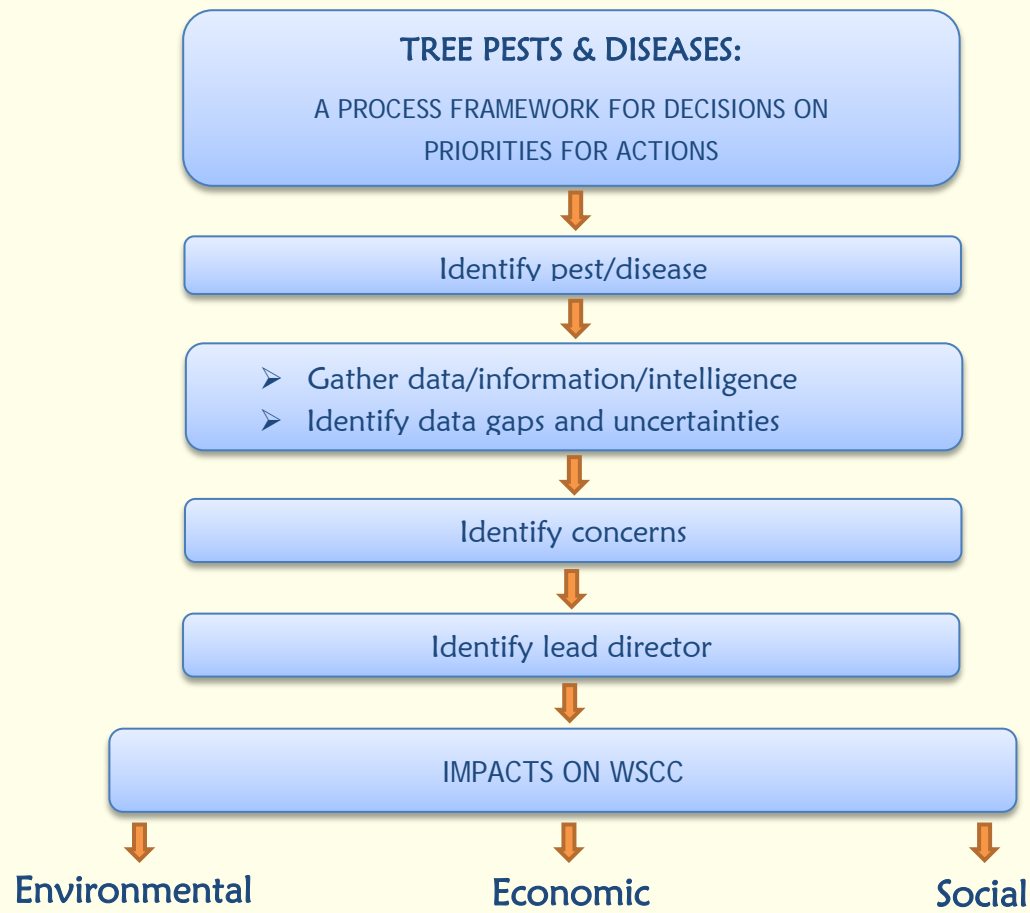 TREE PESTS & DISEASES:
A PROCESS FRAMEWORK FOR DECISIONS ON
PRIORITIES FOR ACTIONS
Identify pest/disease
➢ Gather data/information/intelligence
➢ Identify data gaps and uncertainties
Identify concerns
Identify lead director
IMPACTS ON WSCC
Environmental Economic Social